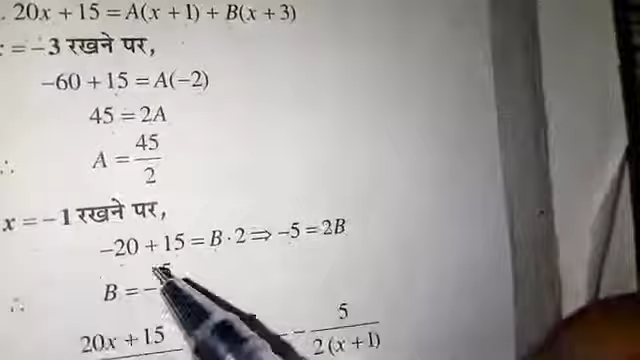 . 20x + 15 = A(x + 1) + B(x + 3)
= −3 रखने पर,
−60 + 15 = A(−2)
45 = 2A
∴ A = 45/2
x = −1 रखने पर,
−20 + 15 = B · 2 ⇒ −5 = 2B
∴ B = −
20x + 15 − 5/2(x + 1)